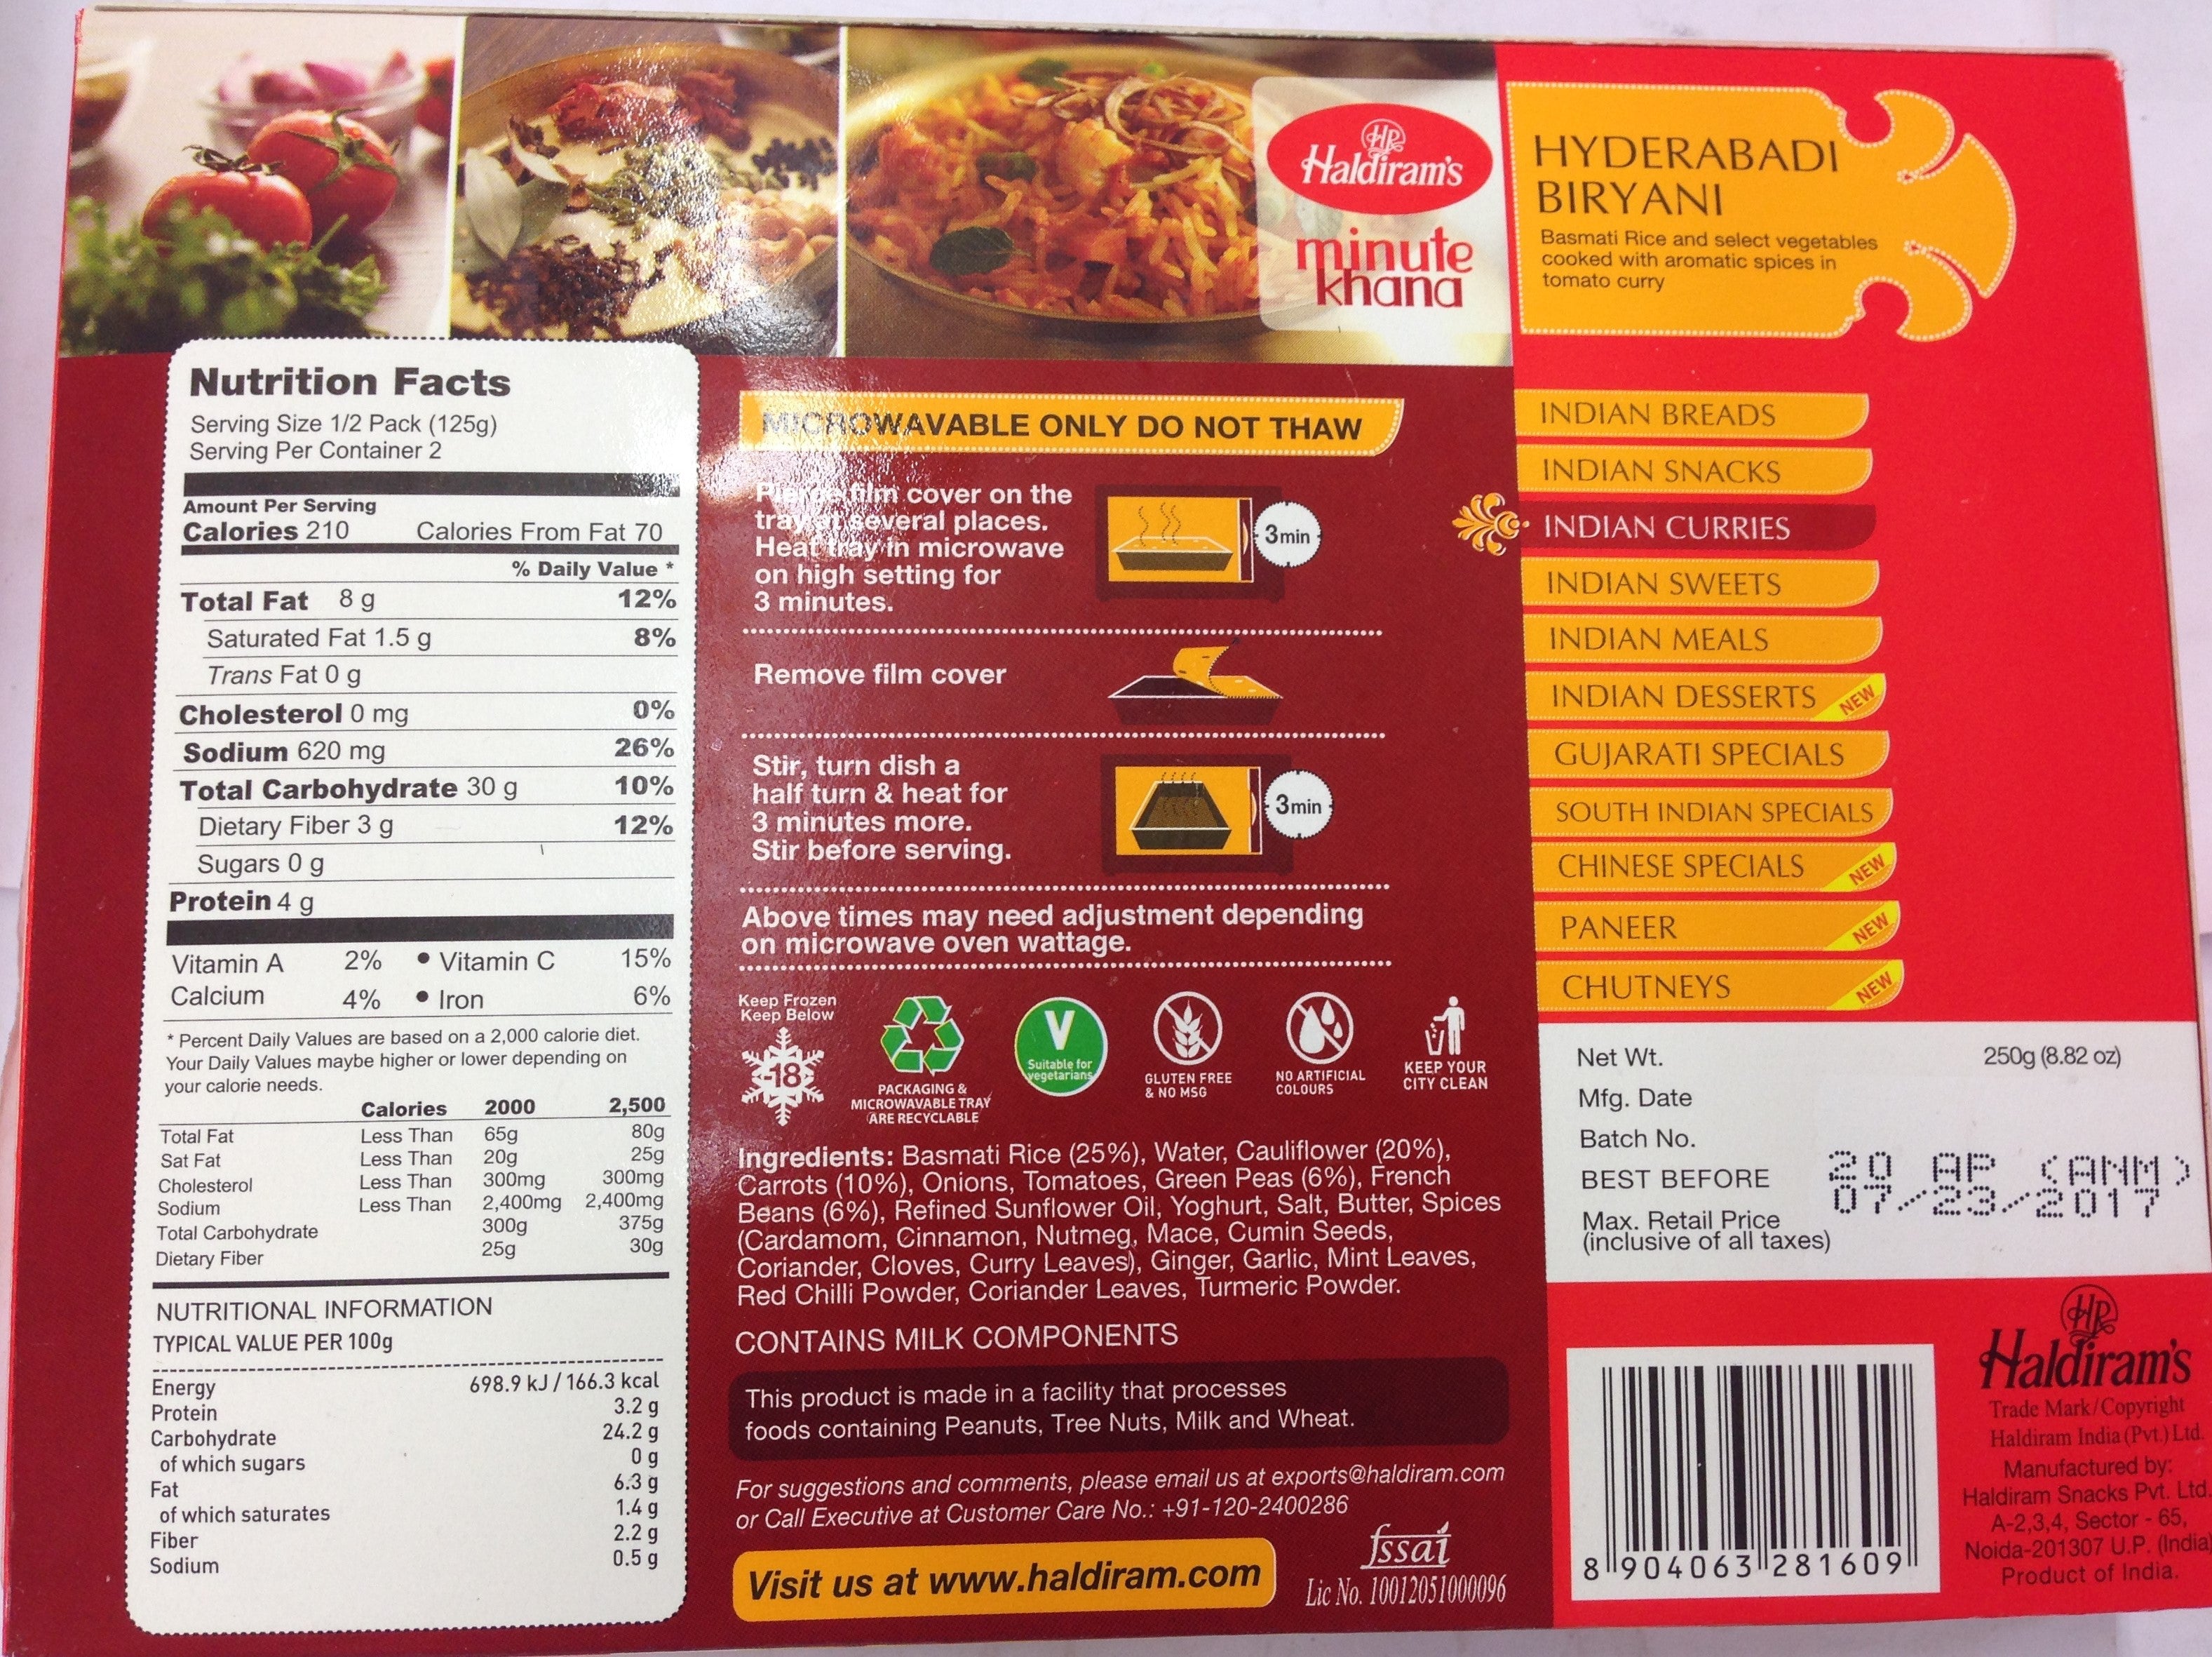 Haldiram's
minute
khana
HYDERABADI
BIRYANI
Basmati Rice and select vegetables
cooked with aromatic spices in
tomato curry
Nutrition Facts
Serving Size 1/2 Pack (125g)
Serving Per Container 2
Amount Per Serving
Calories 210 Calories From Fat 70
% Daily Value *
Total Fat 8 g 12%
Saturated Fat 1.5 g 8%
Trans Fat 0 g
Cholesterol 0 mg 0%
Sodium 620 mg 26%
Total Carbohydrate 30 g 10%
Dietary Fiber 3 g 12%
Sugars 0 g
Protein 4 g
Vitamin A 2% • Vitamin C 15%
Calcium 4% • Iron 6%
* Percent Daily Values are based on a 2,000 calorie diet.
Your Daily Values maybe higher or lower depending on
your calorie needs.
Calories 2000 2,500
Total Fat Less Than 65g 80g
Sat Fat Less Than 20g 25g
Cholesterol Less Than 300mg 300mg
Sodium Less Than 2,400mg 2,400mg
Total Carbohydrate 300g 375g
Dietary Fiber 25g 30g
NUTRITIONAL INFORMATION
TYPICAL VALUE PER 100g
Energy 698.9 kJ / 166.3 kcal
Protein 3.2 g
Carbohydrate 24.2 g
of which sugars 0 g
Fat 6.3 g
of which saturates 1.4 g
Fiber 2.2 g
Sodium 0.5 g
MICROWAVABLE ONLY DO NOT THAW
Pierce film cover on the
tray at several places.
Heat tray in microwave
on high setting for
3 minutes.
3min
Remove film cover
Stir, turn dish a
half turn & heat for
3 minutes more.
Stir before serving.
3min
Above times may need adjustment depending
on microwave oven wattage.
Keep Frozen
Keep Below
-18
PACKAGING &
MICROWAVABLE TRAY
ARE RECYCLABLE
V
Suitable for
vegetarians
GLUTEN FREE
& NO MSG
NO ARTIFICIAL
COLOURS
KEEP YOUR
CITY CLEAN
Ingredients: Basmati Rice (25%), Water, Cauliflower (20%),
Carrots (10%), Onions, Tomatoes, Green Peas (6%), French
Beans (6%), Refined Sunflower Oil, Yoghurt, Salt, Butter, Spices
(Cardamom, Cinnamon, Nutmeg, Mace, Cumin Seeds,
Coriander, Cloves, Curry Leaves), Ginger, Garlic, Mint Leaves,
Red Chilli Powder, Coriander Leaves, Turmeric Powder.
CONTAINS MILK COMPONENTS
This product is made in a facility that processes
foods containing Peanuts, Tree Nuts, Milk and Wheat.
For suggestions and comments, please email us at exports@haldiram.com
or Call Executive at Customer Care No.: +91-120-2400286
Visit us at www.haldiram.com
fssai
Lic No. 10012051000096
INDIAN BREADS
INDIAN SNACKS
INDIAN CURRIES
INDIAN SWEETS
INDIAN MEALS
INDIAN DESSERTS NEW
GUJARATI SPECIALS
SOUTH INDIAN SPECIALS
CHINESE SPECIALS NEW
PANEER NEW
CHUTNEYS NEW
Net Wt. 250g (8.82 oz)
Mfg. Date
Batch No.
20 AP (ANM)
BEST BEFORE 07/23/2017
Max. Retail Price
(inclusive of all taxes)
8 904063 281609
Haldiram's
Trade Mark/Copyright
Haldiram India (Pvt.) Ltd.
Manufactured by:
Haldiram Snacks Pvt. Ltd.
A-2,3,4, Sector - 65,
Noida-201307 U.P. (India)
Product of India.